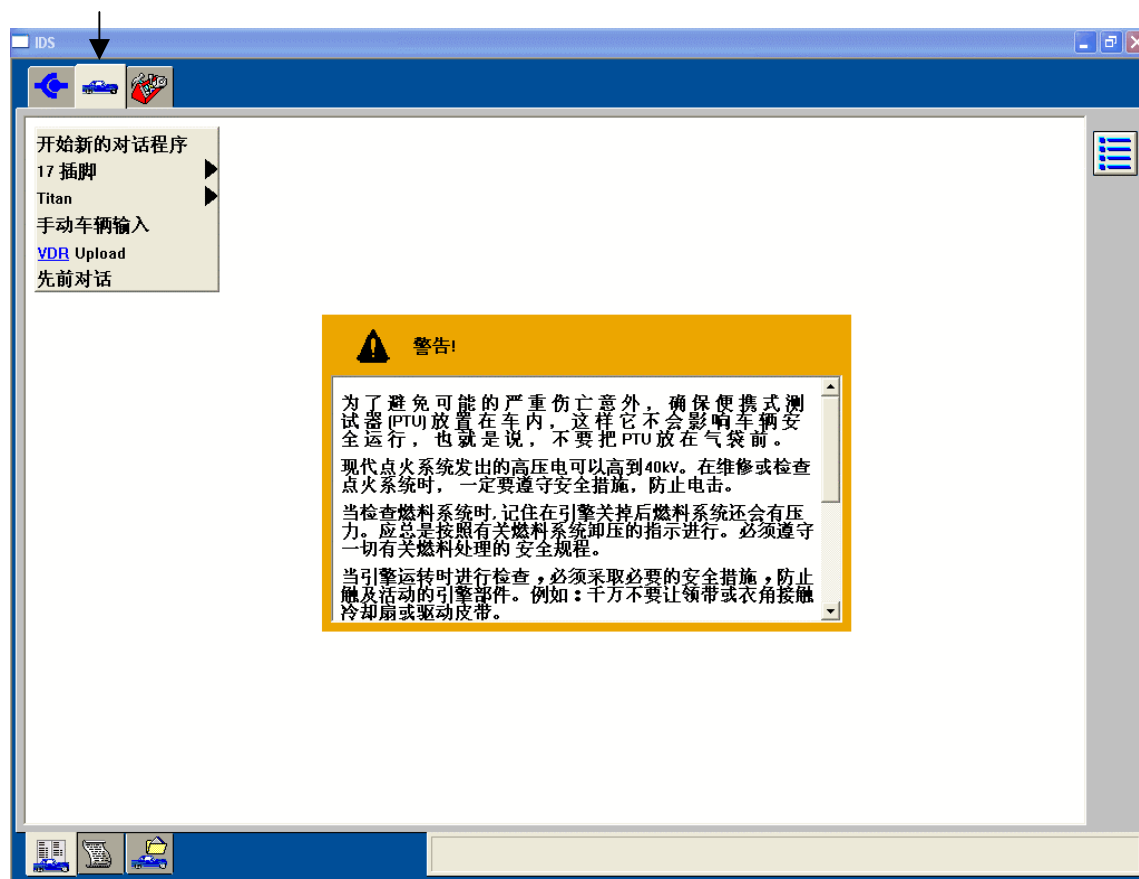 IDS
开始新的对话程序
17 插脚
Titan
手动车辆输入
VDR Upload
先前对话
警告!
为了避免可能的严重伤亡意外，确保便携式测
试器(PTU)放置在车内，这样它不会影响车辆安
全运行，也就是说，不要把PTU放在气袋前。
现代点火系统发出的高压电可以高到40kV。在维修或检查
点火系统时，一定要遵守安全措施，防止电击。
当检查燃料系统时,记住在引擎关掉后燃料系统还会有压
力。应总是按照有关燃料系统卸压的指示进行。必须遵守
一切有关燃料处理的 安全规程。
当引擎运转时进行检查，必须采取必要的安全措施，防止
触及活动的引擎部件。例如：千万不要让领带或衣角接触
冷却扇或驱动皮带。